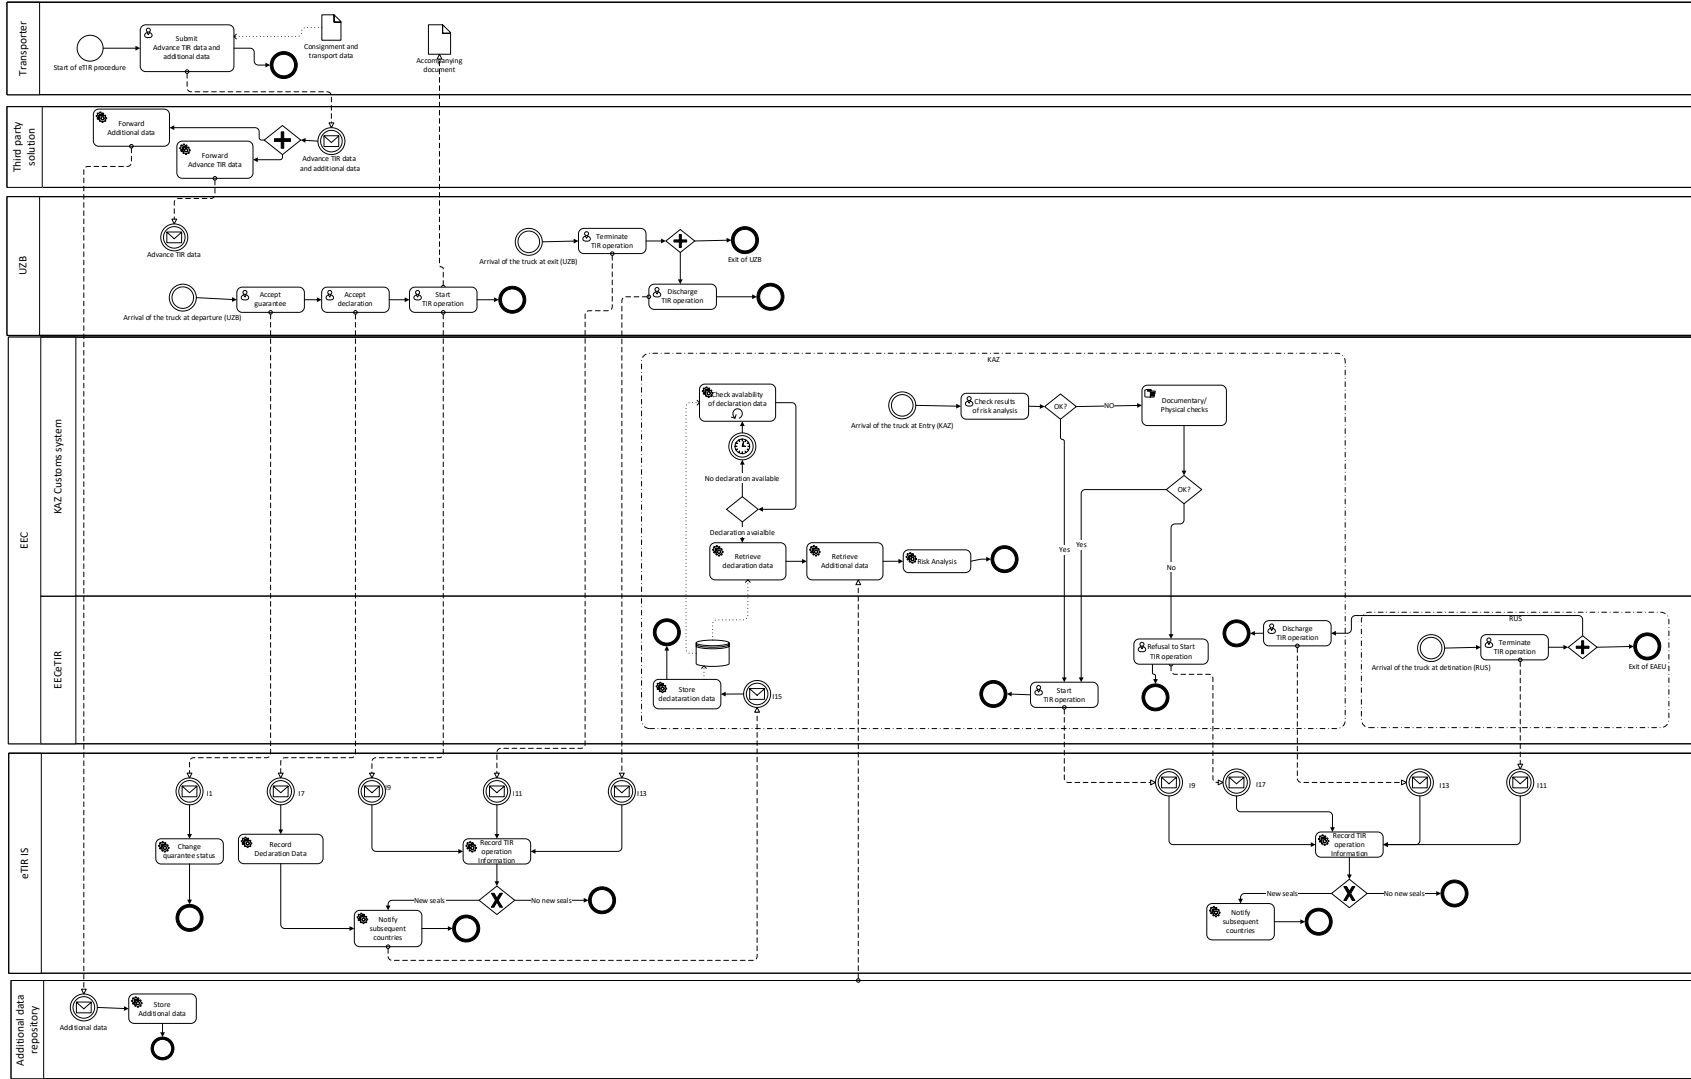 Transporter
Start of eTIR procedure
Submit
Advance TIR data and
additional data
Consignment and
transport data
Accompanying
document
Third party
solution
Forward
Additional data
Forward
Advance TIR data
Advance TIR data
and additional data
UZB
Advance TIR data
Arrival of the truck at exit (UZB)
Terminate
TIR operation
Exit of UZB
Arrival of the truck at departure (UZB)
Accept
guarantee
Accept
declaration
Start
TIR operation
Discharge
TIR operation
EEC
KAZ Customs system
KAZ
Check avalability
of declaration data
No declaration available
Declaration avaialble
Retrieve
declaration data
Retrieve
Additional data
Risk Analysis
Arrival of the truck at Entry (KAZ)
Check results
of risk analysis
OK?
NO
Documentary/
Physical checks
OK?
Yes
Yes
No
EECeTIR
Store
declataration data
I15
Start
TIR operation
Refusal to Start
TIR operation
Discharge
TIR operation
RUS
Arrival of the truck at detination (RUS)
Terminate
TIR operation
Exit of EAEU
eTIR IS
I1
I7
I9
I11
I13
Change
guarantee status
Record
Declaration Data
Record TIR
operation
Information
New seals
No new seals
Notify
subsequent
countries
I9
I17
I13
I11
Record TIR
operation
Information
New seals
No new seals
Notify
subsequent
countries
Additional data
repository
Additional data
Store
Additional data